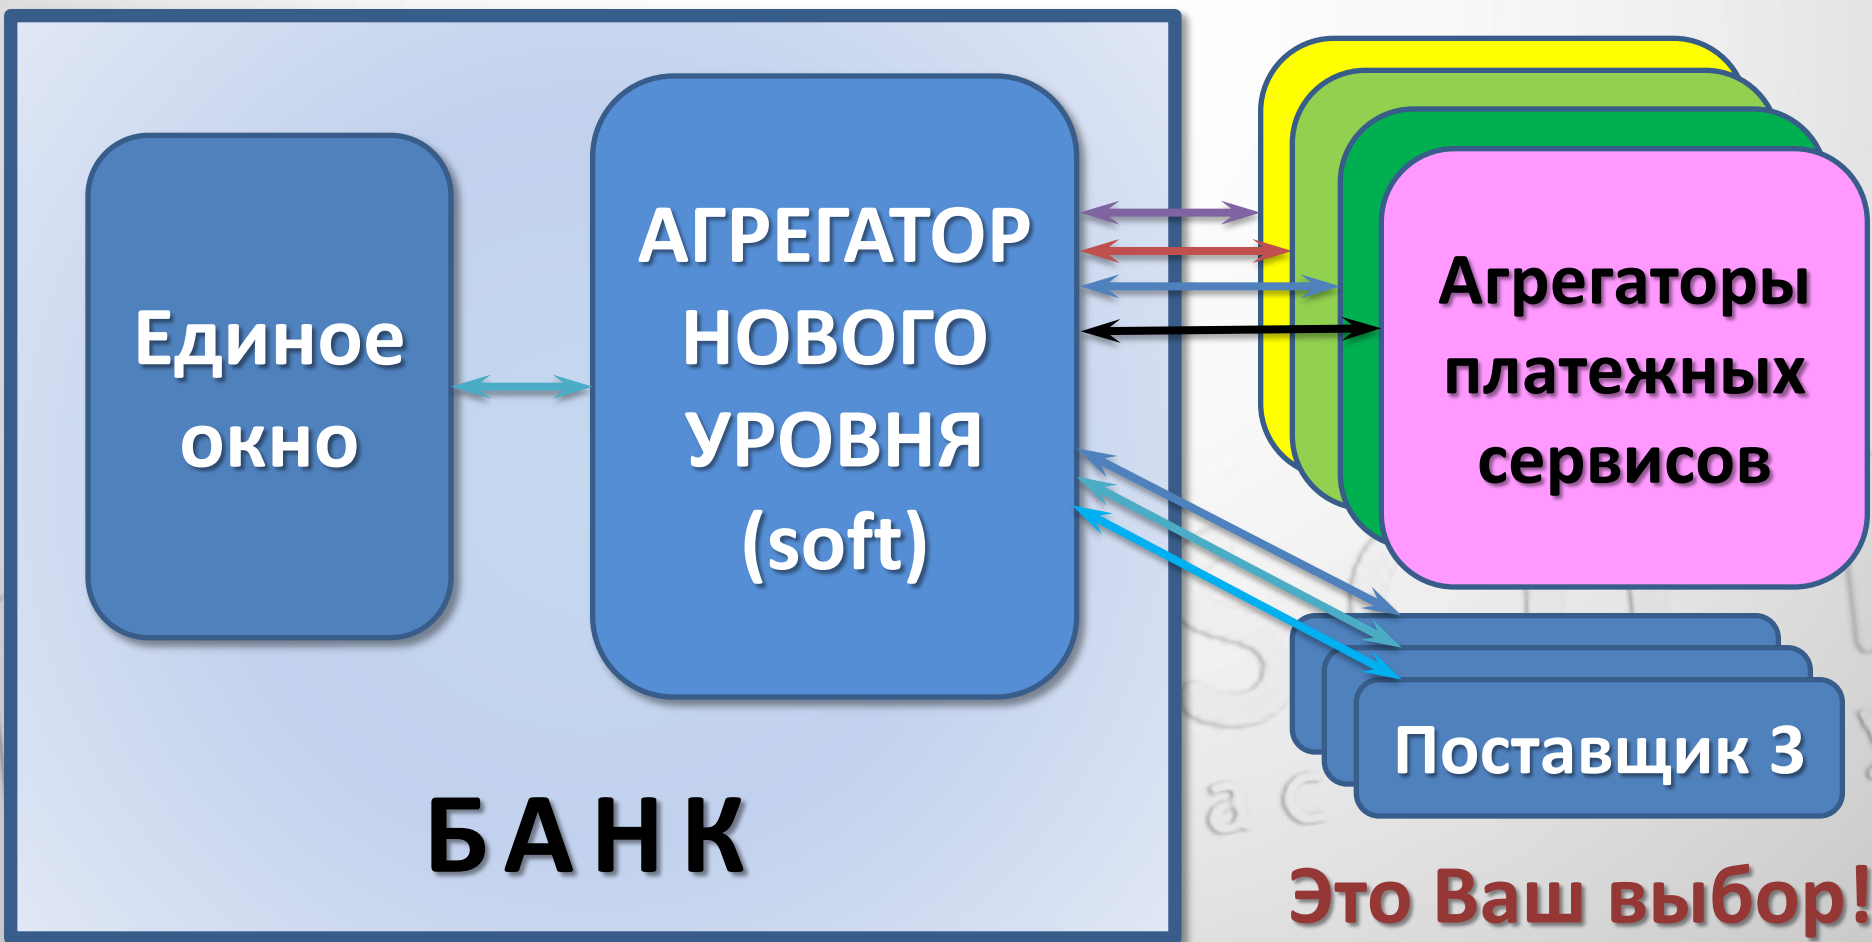 Единое
окно
АГРЕГАТОР
НОВОГО
УРОВНЯ
(soft)
БАНК
Агрегаторы
платежных
сервисов
Поставщик 3
Это Ваш выбор!